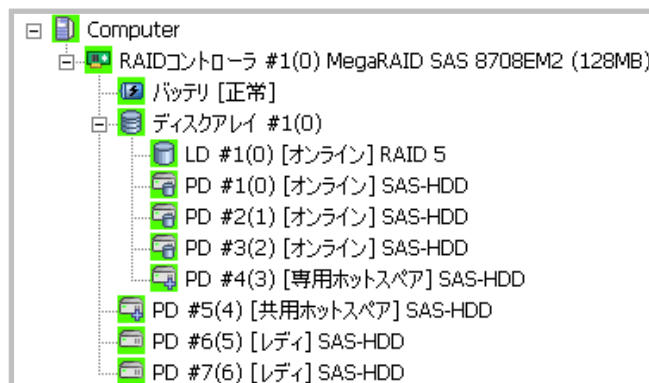 Computer
RAIDコントローラ #1(0) MegaRAID SAS 8708EM2 (128MB)
バッテリ [正常]
ディスクアレイ #1(0)
LD #1(0) [オンライン] RAID 5
PD #1(0) [オンライン] SAS-HDD
PD #2(1) [オンライン] SAS-HDD
PD #3(2) [オンライン] SAS-HDD
PD #4(3) [専用ホットスペア] SAS-HDD
PD #5(4) [共用ホットスペア] SAS-HDD
PD #6(5) [レディ] SAS-HDD
PD #7(6) [レディ] SAS-HDD